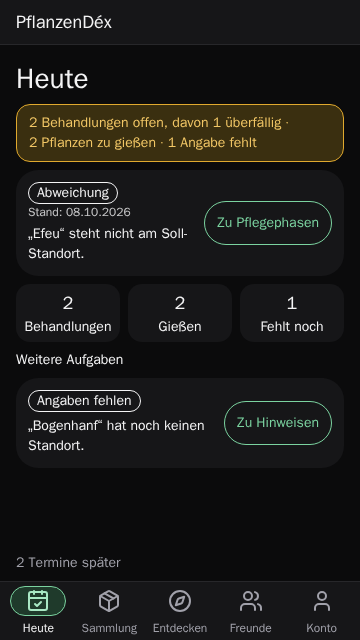 PflanzenDéx
Heute
2 Behandlungen offen, davon 1 überfällig ·
2 Pflanzen zu gießen · 1 Angabe fehlt
Abweichung
Stand: 08.10.2026
„Efeu“ steht nicht am Soll-
Standort.
Zu Pflegephasen
2
Behandlungen
2
Gießen
1
Fehlt noch
Weitere Aufgaben
Angaben fehlen
„Bogenhanf“ hat noch keinen
Standort.
Zu Hinweisen
2 Termine später
Heute
Sammlung
Entdecken
Freunde
Konto